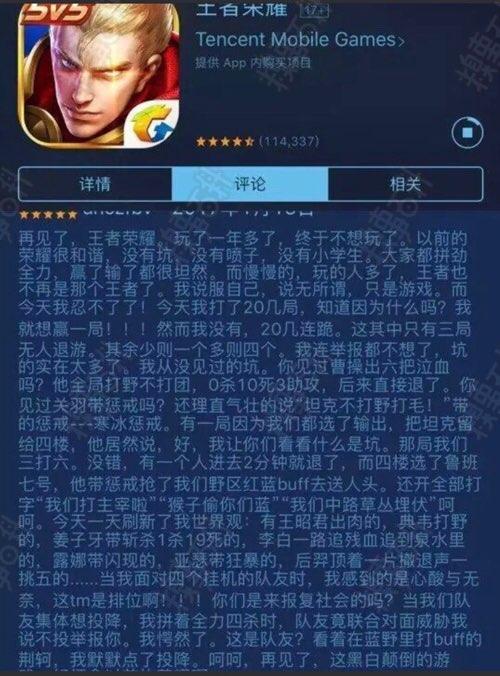 5V5
王者荣耀 17+
Tencent Mobile Games>
提供 App 内购买项目
★★★★★ (114,337)
详情 评论 相关
★★★★★
再见了，王者荣耀。玩了一年多了，终于不想玩了。以前的
荣耀很和谐，没有坑。没有喷子，没有小学生。大家都拼劲
全力，赢了输了都很坦然。而慢慢的，玩的人多了，王者也
不再是那个王者了。我说服自己，说无所谓，只是游戏。而
今天我忍不了了！今天我打了20几局，知道因为什么吗？我
就想赢一局！！！然而我没有，20几连跪。这其中只有三局
无人退游。其余少则一个多则四个。我连举报都不想了，坑
的实在太多了。我从没见过的坑。你见过曹操出六把泣血
吗？他全局打野不打团，0杀10死3助攻，后来直接退了。你
见过关羽带惩戒吗？还理直气壮的说“坦克不打野打毛！”带
的惩戒---寒冰惩戒。有一局因为我们都选了输出，把坦克留
给四楼，他居然说，好，我让你们看看什么是坑。那局我们
三打六。没错，有一个人进去2分钟就退了，而四楼选了鲁班
七号，他带惩戒抢了我们野区红蓝buff去送人头。还开全部打
字“我们打主宰啦”“猴子偷你们蓝”“我们中路草丛埋伏”呵
呵。今天一天刷新了我世界观：有王昭君出肉的，典韦打野
的，姜子牙带斩杀1杀19死的，李白一路追残血追到泉水里
的，露娜带闪现的，亚瑟带狂暴的，后羿顶着一血撤退声一
挑五的......当我面对四个挂机的队友时，我感到的是心酸与无
奈，这tm是排位啊！！！你们是来报复社会的吗？当我们队
友集体想投降，我拼着全力四杀时，队友竟联合对面威胁我
说不投举报你。我愕然了。这是队友？看着在蓝野里打buff的
荆轲，我默默点了投降。呵呵，再见了，这黑白颠倒的游